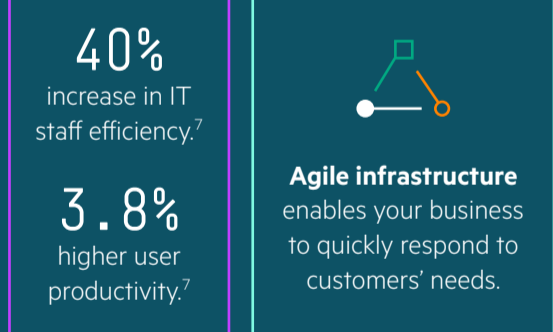 40%
increase in IT
staff efficiency.7
3.8%
higher user
productivity.7
Agile infrastructure
enables your business
to quickly respond to
customers’ needs.